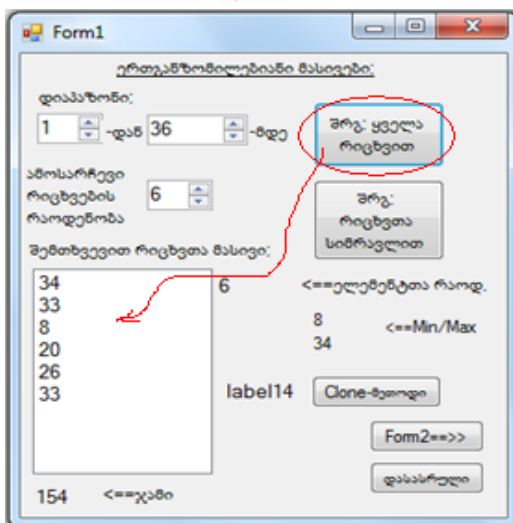 Form1
ერთგანზომილებიანი მასივები:
დიაპაზონი:
1 -დან 36 -მდე
შრგ: ყველა
რიცხვით
ამოსარჩევი
რიცხვების
რაოდენობა
6
შრგ:
რიცხვთა
სიმრავლით
შემთხვევით რიცხვთა მასივი:
34
33
8
20
26
33
6 <==ელემენტთა რაოდ.
8
34
<==Min/Max
label14 Clone-მეთოდი
Form2==>>
დასასრული
154 <==ჯამი